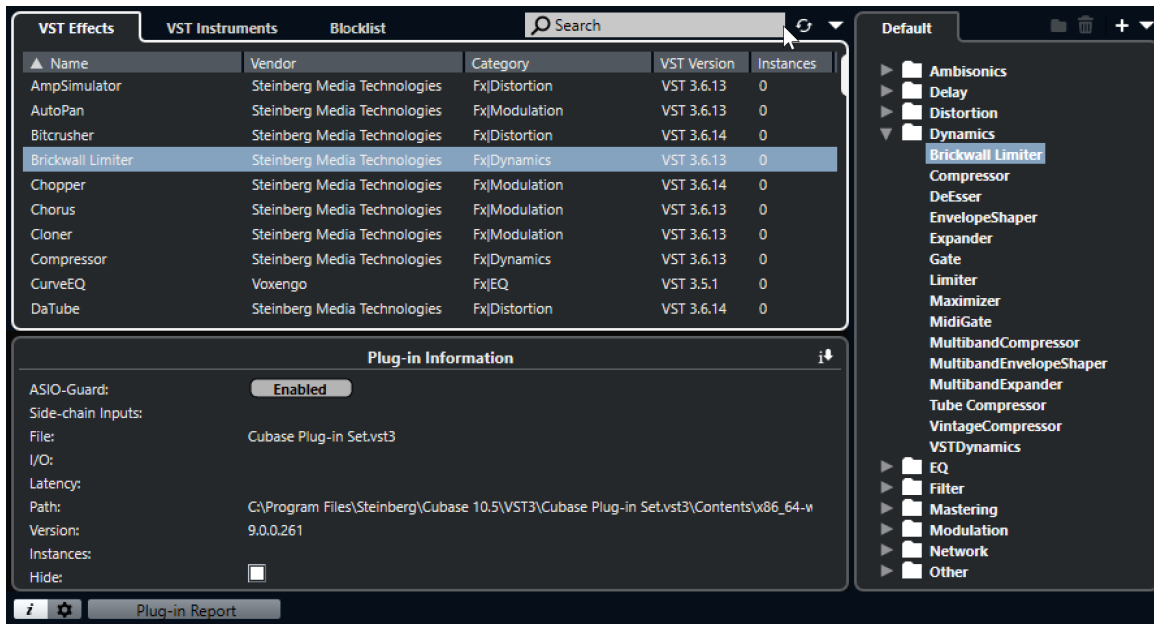 VST Effects VST Instruments Blocklist Search
Name Vendor Category VST Version Instances
AmpSimulator Steinberg Media Technologies Fx|Distortion VST 3.6.13 0
AutoPan Steinberg Media Technologies Fx|Modulation VST 3.6.13 0
Bitcrusher Steinberg Media Technologies Fx|Distortion VST 3.6.14 0
Brickwall Limiter Steinberg Media Technologies Fx|Dynamics VST 3.6.13 0
Chopper Steinberg Media Technologies Fx|Modulation VST 3.6.14 0
Chorus Steinberg Media Technologies Fx|Modulation VST 3.6.13 0
Cloner Steinberg Media Technologies Fx|Modulation VST 3.6.13 0
Compressor Steinberg Media Technologies Fx|Dynamics VST 3.6.13 0
CurveEQ Voxengo Fx|EQ VST 3.5.1 0
DaTube Steinberg Media Technologies Fx|Distortion VST 3.6.14 0
Plug-in Information i
ASIO-Guard: Enabled
Side-chain Inputs:
File: Cubase Plug-in Set.vst3
I/O:
Latency:
Path: C:\Program Files\Steinberg\Cubase 10.5\VST3\Cubase Plug-in Set.vst3\Contents\x86_64-w
Version: 9.0.0.261
Instances:
Hide:
i Plug-in Report
Default
Ambisonics
Delay
Distortion
Dynamics
Brickwall Limiter
Compressor
DeEsser
EnvelopeShaper
Expander
Gate
Limiter
Maximizer
MidiGate
MultibandCompressor
MultibandEnvelopeShaper
MultibandExpander
Tube Compressor
VintageCompressor
VSTDynamics
EQ
Filter
Mastering
Modulation
Network
Other